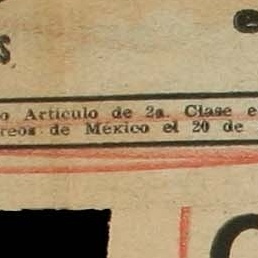 o Artículo de 2a. Clase e
reos de México el 20 de